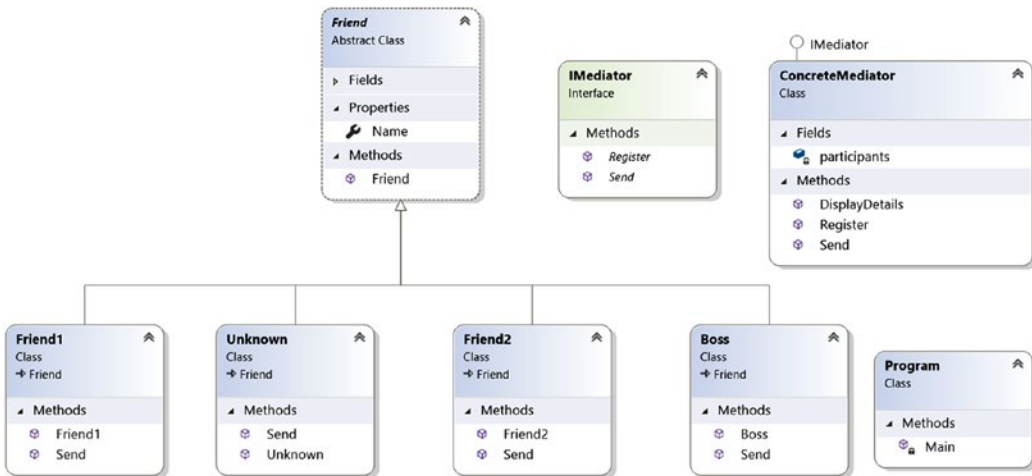 Friend
Abstract Class
Fields
Properties
Name
Methods
Friend
IMediator
Interface
Methods
Register
Send
IMediator
ConcreteMediator
Class
Fields
participants
Methods
DisplayDetails
Register
Send
Friend1
Class
Friend
Methods
Friend1
Send
Unknown
Class
Friend
Methods
Send
Unknown
Friend2
Class
Friend
Methods
Friend2
Send
Boss
Class
Friend
Methods
Boss
Send
Program
Class
Methods
Main